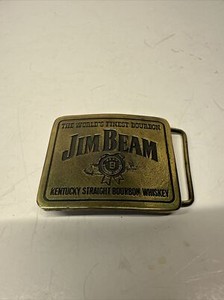 THE WORLD'S FINEST BOURBON
JIM BEAM
B
KENTUCKY STRAIGHT BOURBON WHISKEY